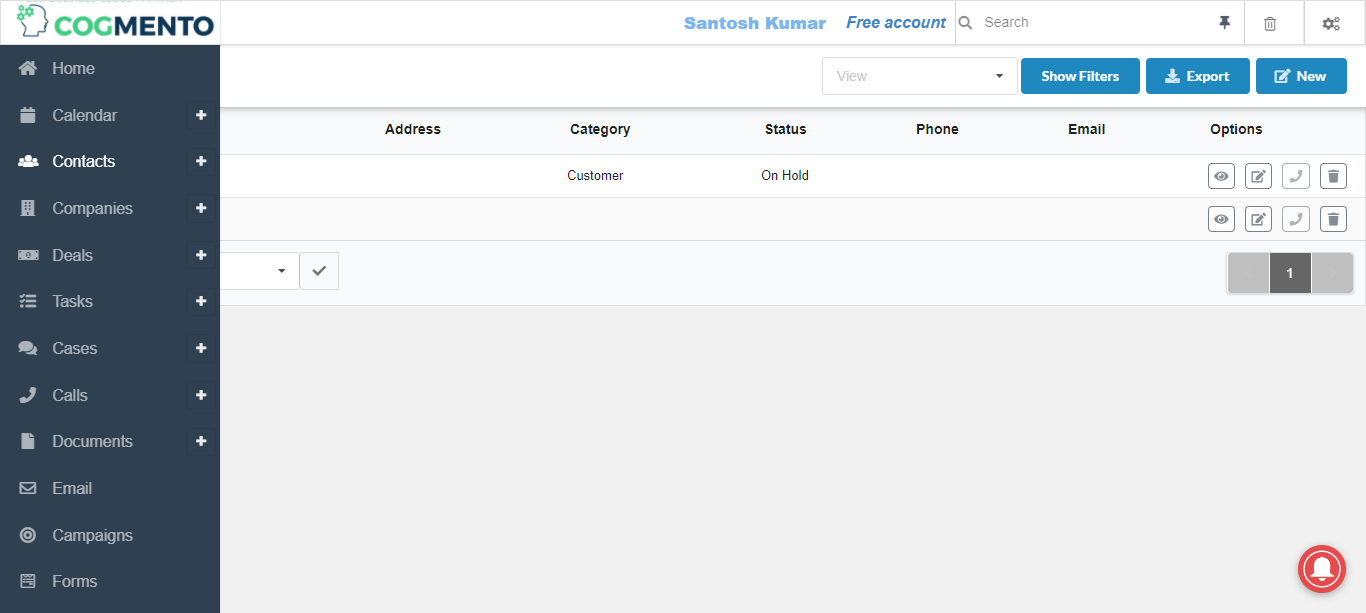 COGMENTO
Santosh Kumar Free account Search
View Show Filters Export New
Home
Calendar
Contacts
Companies
Deals
Tasks
Cases
Calls
Documents
Email
Campaigns
Forms
Address Category Status Phone Email Options
Customer On Hold
1